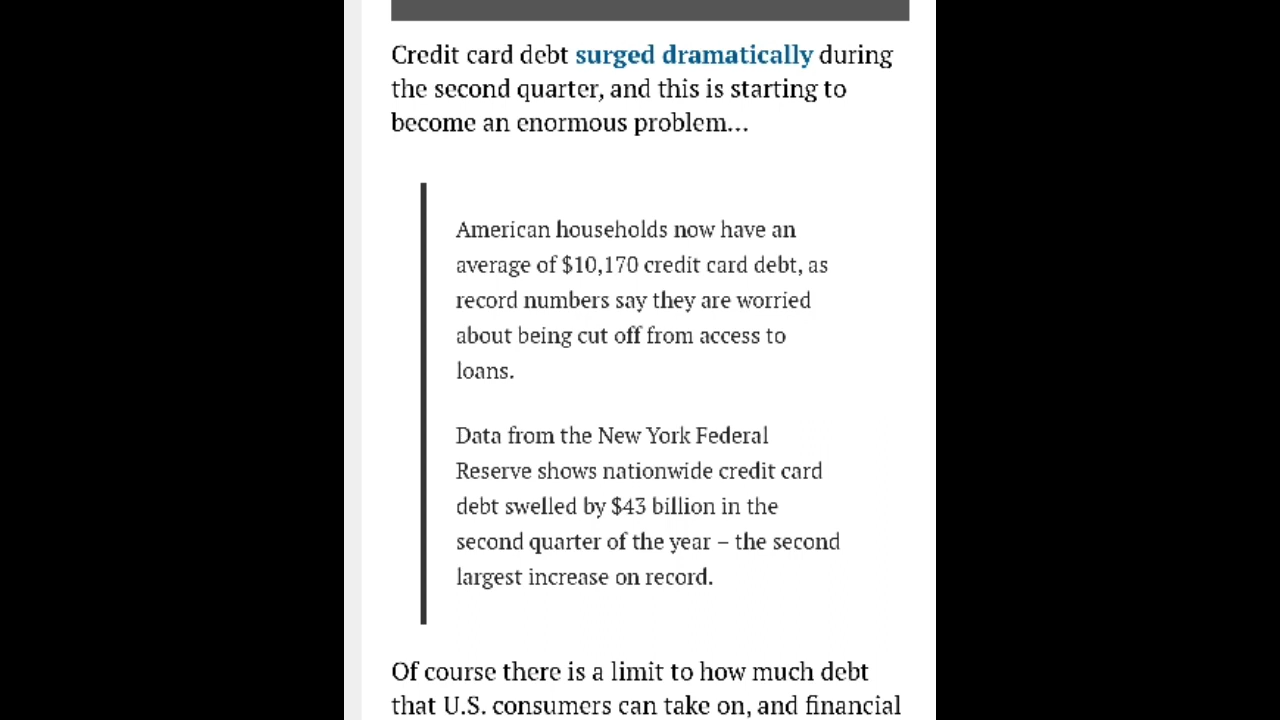 Credit card debt surged dramatically during
the second quarter, and this is starting to
become an enormous problem…
American households now have an
average of $10,170 credit card debt, as
record numbers say they are worried
about being cut off from access to
loans.
Data from the New York Federal
Reserve shows nationwide credit card
debt swelled by $43 billion in the
second quarter of the year – the second
largest increase on record.
Of course there is a limit to how much debt
that U.S. consumers can take on, and financial